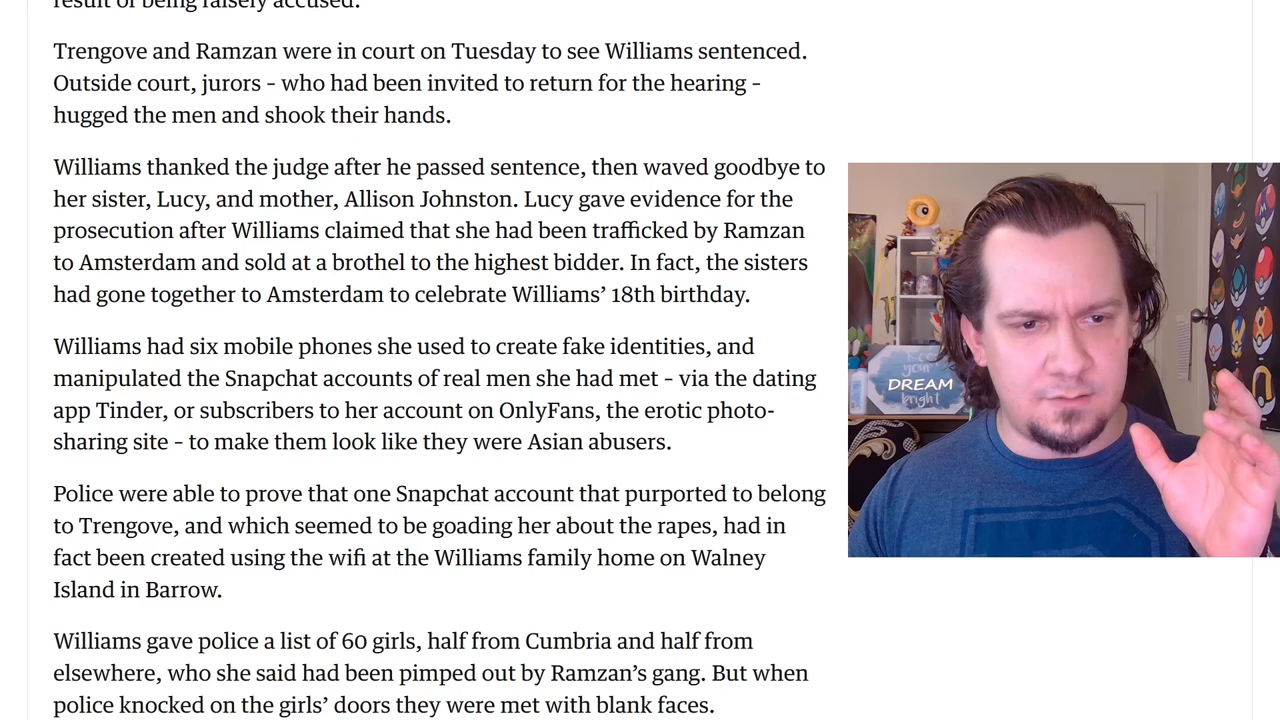 result of being falsely accused.
Trengove and Ramzan were in court on Tuesday to see Williams sentenced.
Outside court, jurors – who had been invited to return for the hearing –
hugged the men and shook their hands.
Williams thanked the judge after he passed sentence, then waved goodbye to
her sister, Lucy, and mother, Allison Johnston. Lucy gave evidence for the
prosecution after Williams claimed that she had been trafficked by Ramzan
to Amsterdam and sold at a brothel to the highest bidder. In fact, the sisters
had gone together to Amsterdam to celebrate Williams’ 18th birthday.
Williams had six mobile phones she used to create fake identities, and
manipulated the Snapchat accounts of real men she had met – via the dating
app Tinder, or subscribers to her account on OnlyFans, the erotic photo-
sharing site – to make them look like they were Asian abusers.
Police were able to prove that one Snapchat account that purported to belong
to Trengove, and which seemed to be goading her about the rapes, had in
fact been created using the wifi at the Williams family home on Walney
Island in Barrow.
Williams gave police a list of 60 girls, half from Cumbria and half from
elsewhere, who she said had been pimped out by Ramzan’s gang. But when
police knocked on the girls’ doors they were met with blank faces.
Keep
your
DREAM
bright